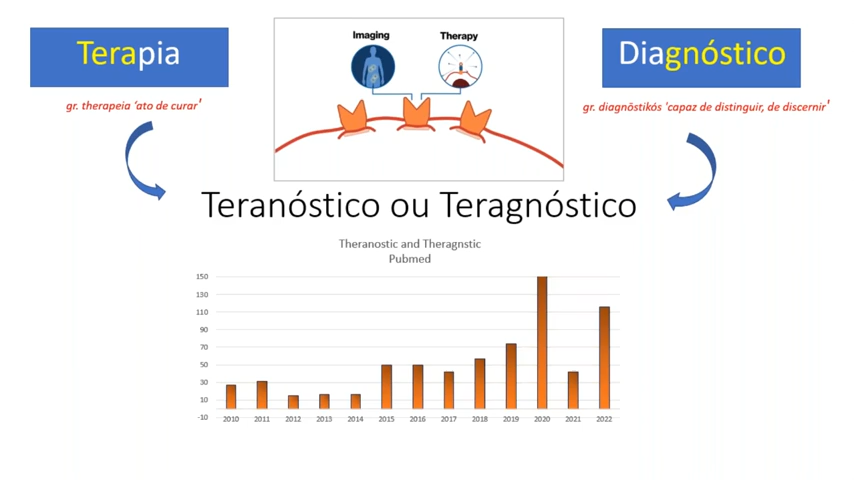 Terapia
gr. therapeia ‘ato de curar’
Imaging
Therapy
Diagnóstico
gr. diagnōstikós 'capaz de distinguir, de discernir'
Teranóstico ou Teragnóstico
Theranostic and Theragnstic
Pubmed
150
130
110
90
70
50
30
10
-10
2010 2011 2012 2013 2014 2015 2016 2017 2018 2019 2020 2021 2022